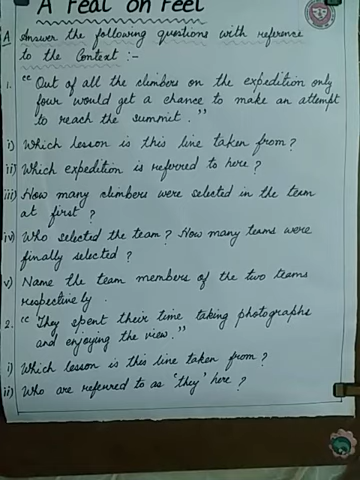 A Feat on Feet
A Answer the following questions with reference
to the Context :-
1. "Out of all the climbers on the expedition only
four would get a chance to make an attempt
to reach the summit."
i) Which lesson is this line taken from?
ii) Which expedition is referred to here?
iii) How many climbers were selected in the team
at first?
iv) Who selected the team? How many teams were
finally selected?
v) Name the team members of the two teams
respectively.
2. "They spent their time taking photographs
and enjoying the view."
i) Which lesson is this line taken from?
ii) Who are referred to as 'they' here?